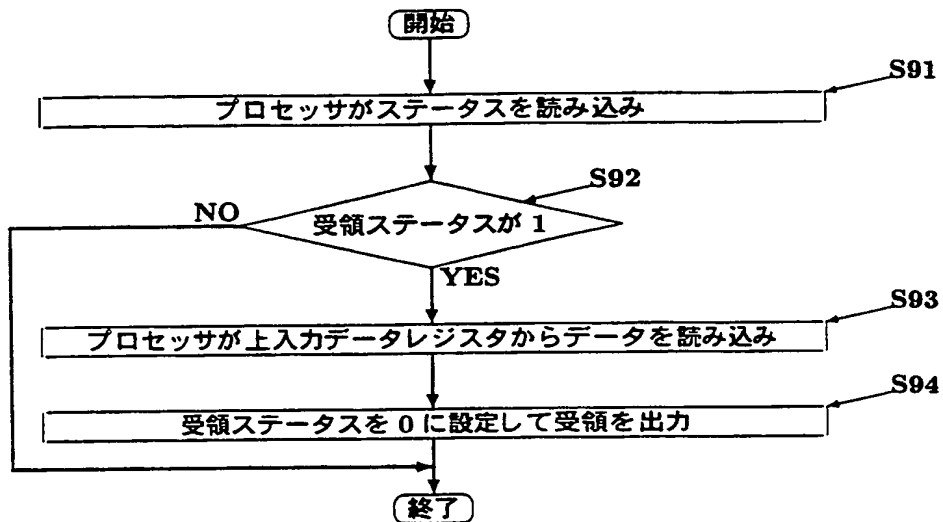 開始
S91
プロセッサがステータスを読み込み
S92
受領ステータスが 1
NO
YES
S93
プロセッサが上入力データレジスタからデータを読み込み
S94
受領ステータスを 0 に設定して受領を出力
終了